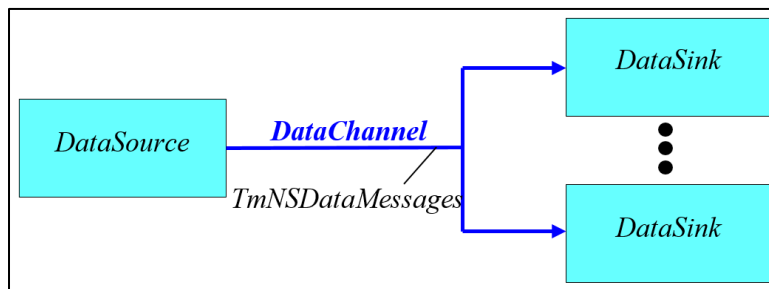 DataSink
DataSource
DataChannel
TmNSDataMessages
DataSink